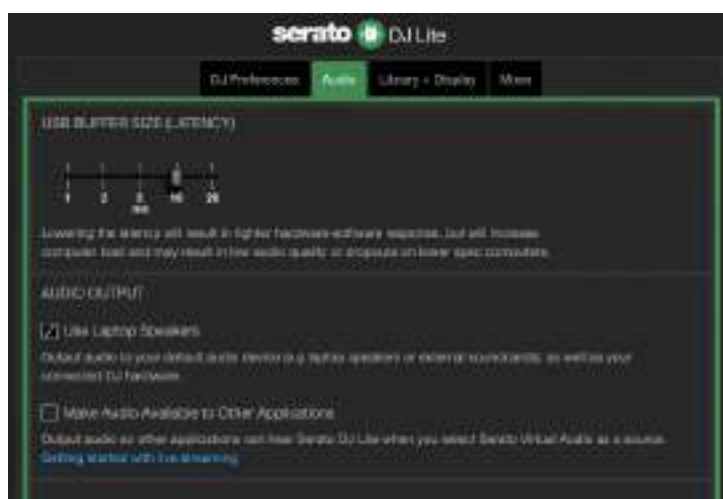 serato DJ Lite
DJ Preferences Audio Library + Display Mixer
USB BUFFER SIZE (LATENCY)
1 2 5 10 20
ms
Lowering the latency will result in tighter hardware-software response, but will increase
computer load and may result in low audio quality or dropouts on lower spec computers.
AUDIO OUTPUT
Use Laptop Speakers
Output audio to your default audio device (e.g laptop speakers or external soundcards), as well as your
connected DJ hardware.
Make Audio Available to Other Applications
Output audio so other applications can hear Serato DJ Lite when you select Serato Virtual Audio as a source.
Getting started with live streaming